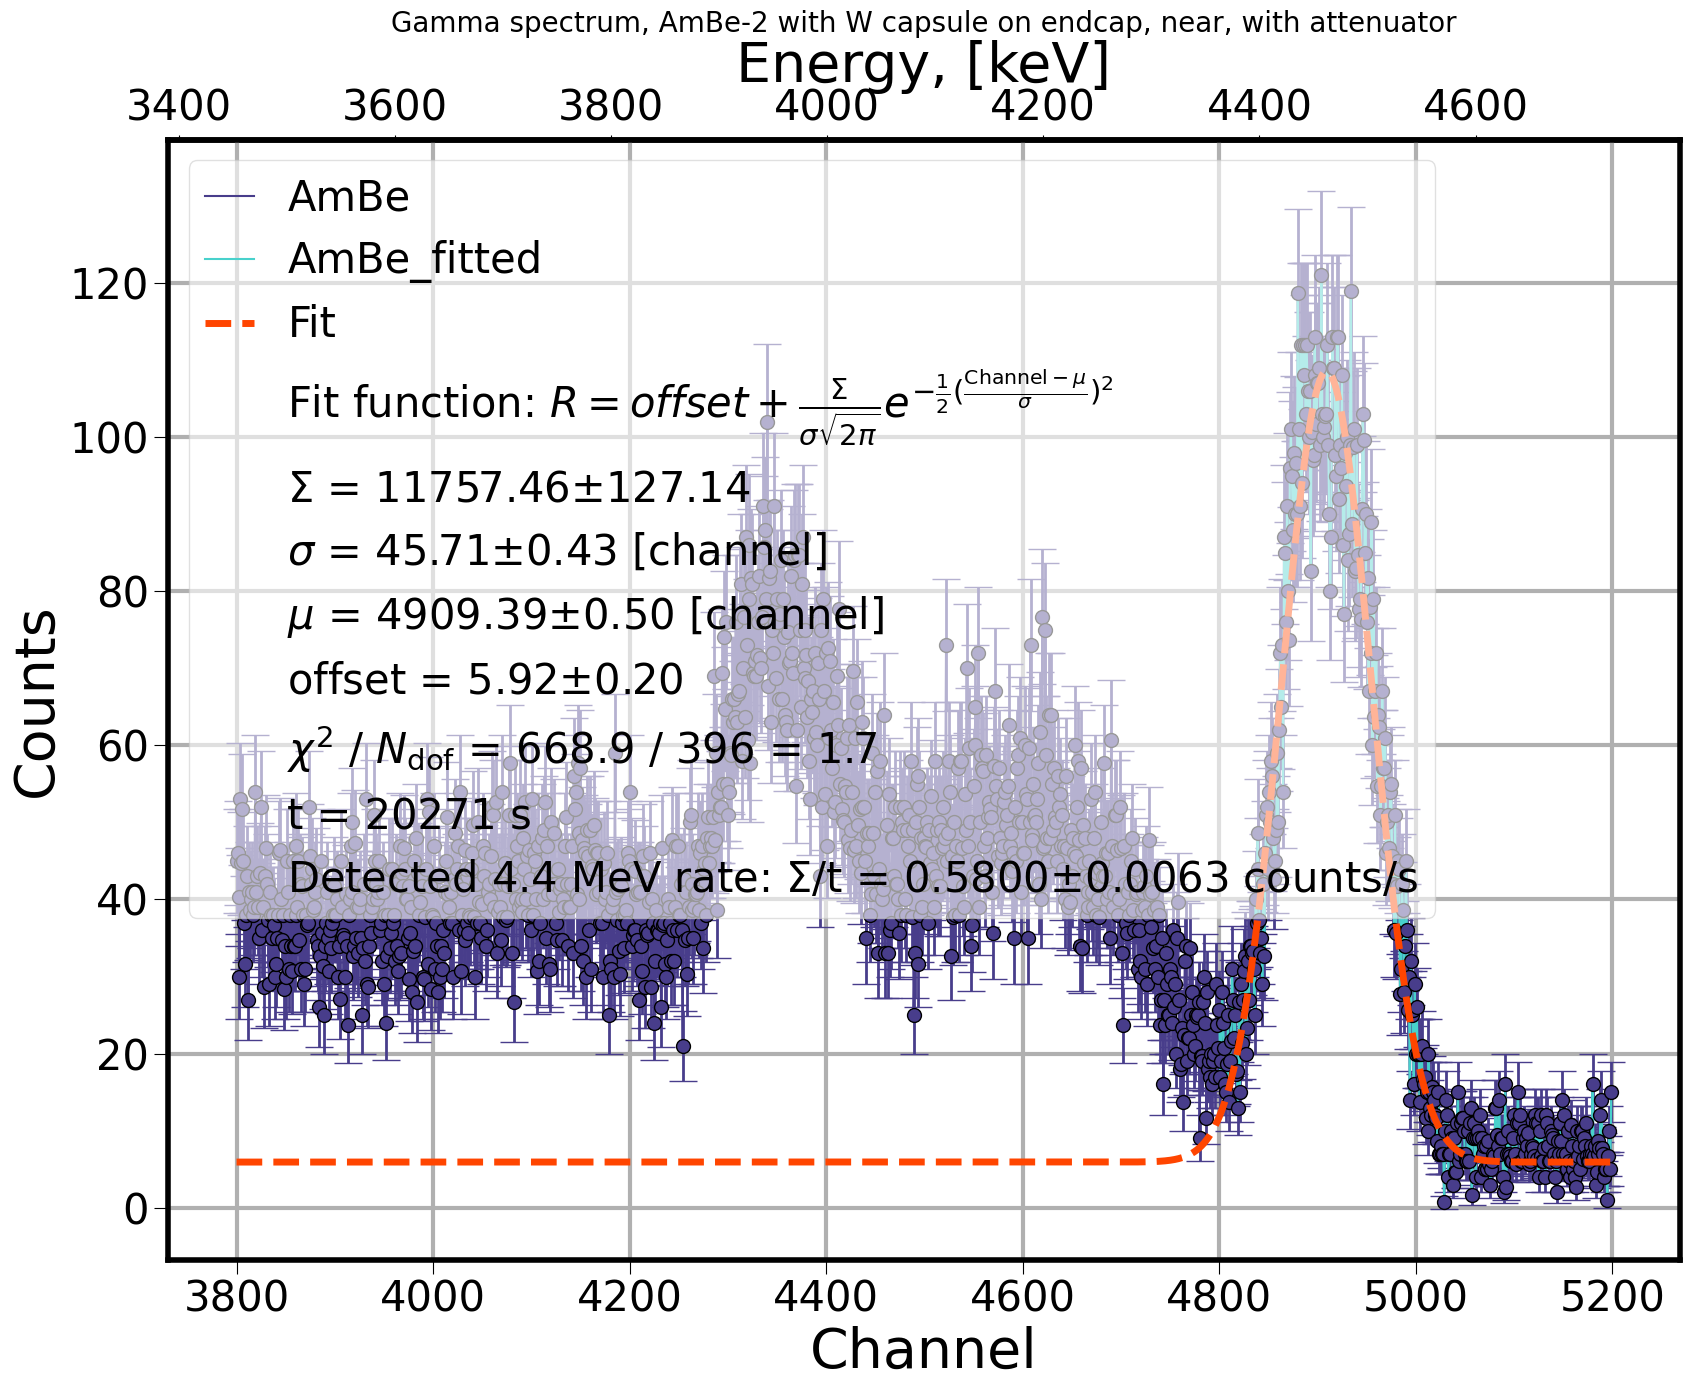 Gamma spectrum, AmBe-2 with W capsule on endcap, near, with attenuator
Energy, [keV]
3400 3600 3800 4000 4200 4400 4600
AmBe
AmBe_fitted
Fit
Fit function: R = offset + Σ/(σ√2π) e^(−1/2((Channel−μ)/σ)²)
Σ = 11757.46±127.14
σ = 45.71±0.43 [channel]
μ = 4909.39±0.50 [channel]
offset = 5.92±0.20
χ² / N_dof = 668.9 / 396 = 1.7
t = 20271 s
Detected 4.4 MeV rate: Σ/t = 0.5800±0.0063 counts/s
Counts
120
100
80
60
40
20
0
3800 4000 4200 4400 4600 4800 5000 5200
Channel